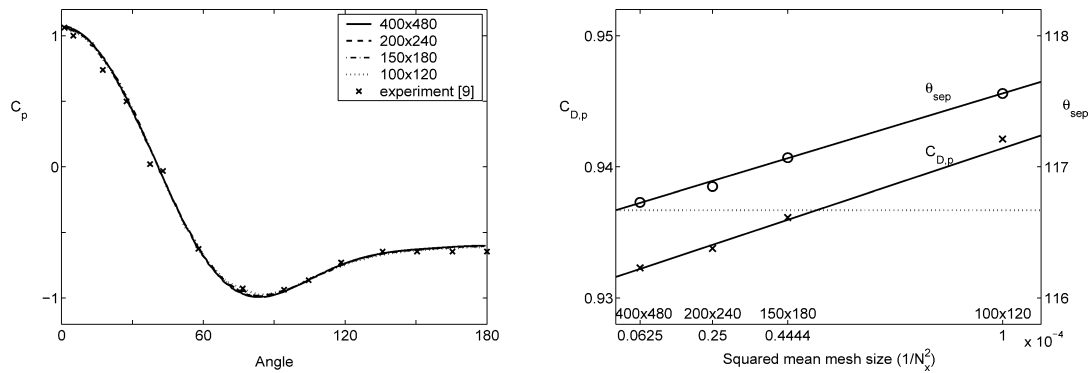 1
0
−1
C_p
0
60
120
180
Angle
400x480
200x240
150x180
100x120
experiment [9]
0.95
0.94
0.93
C_D,p
118
117
116
θ_sep
θ_sep
C_D,p
400x480
200x240
150x180
100x120
0.0625
0.25
0.44444
1
x 10^-4
Squared mean mesh size (1/N_x^2)